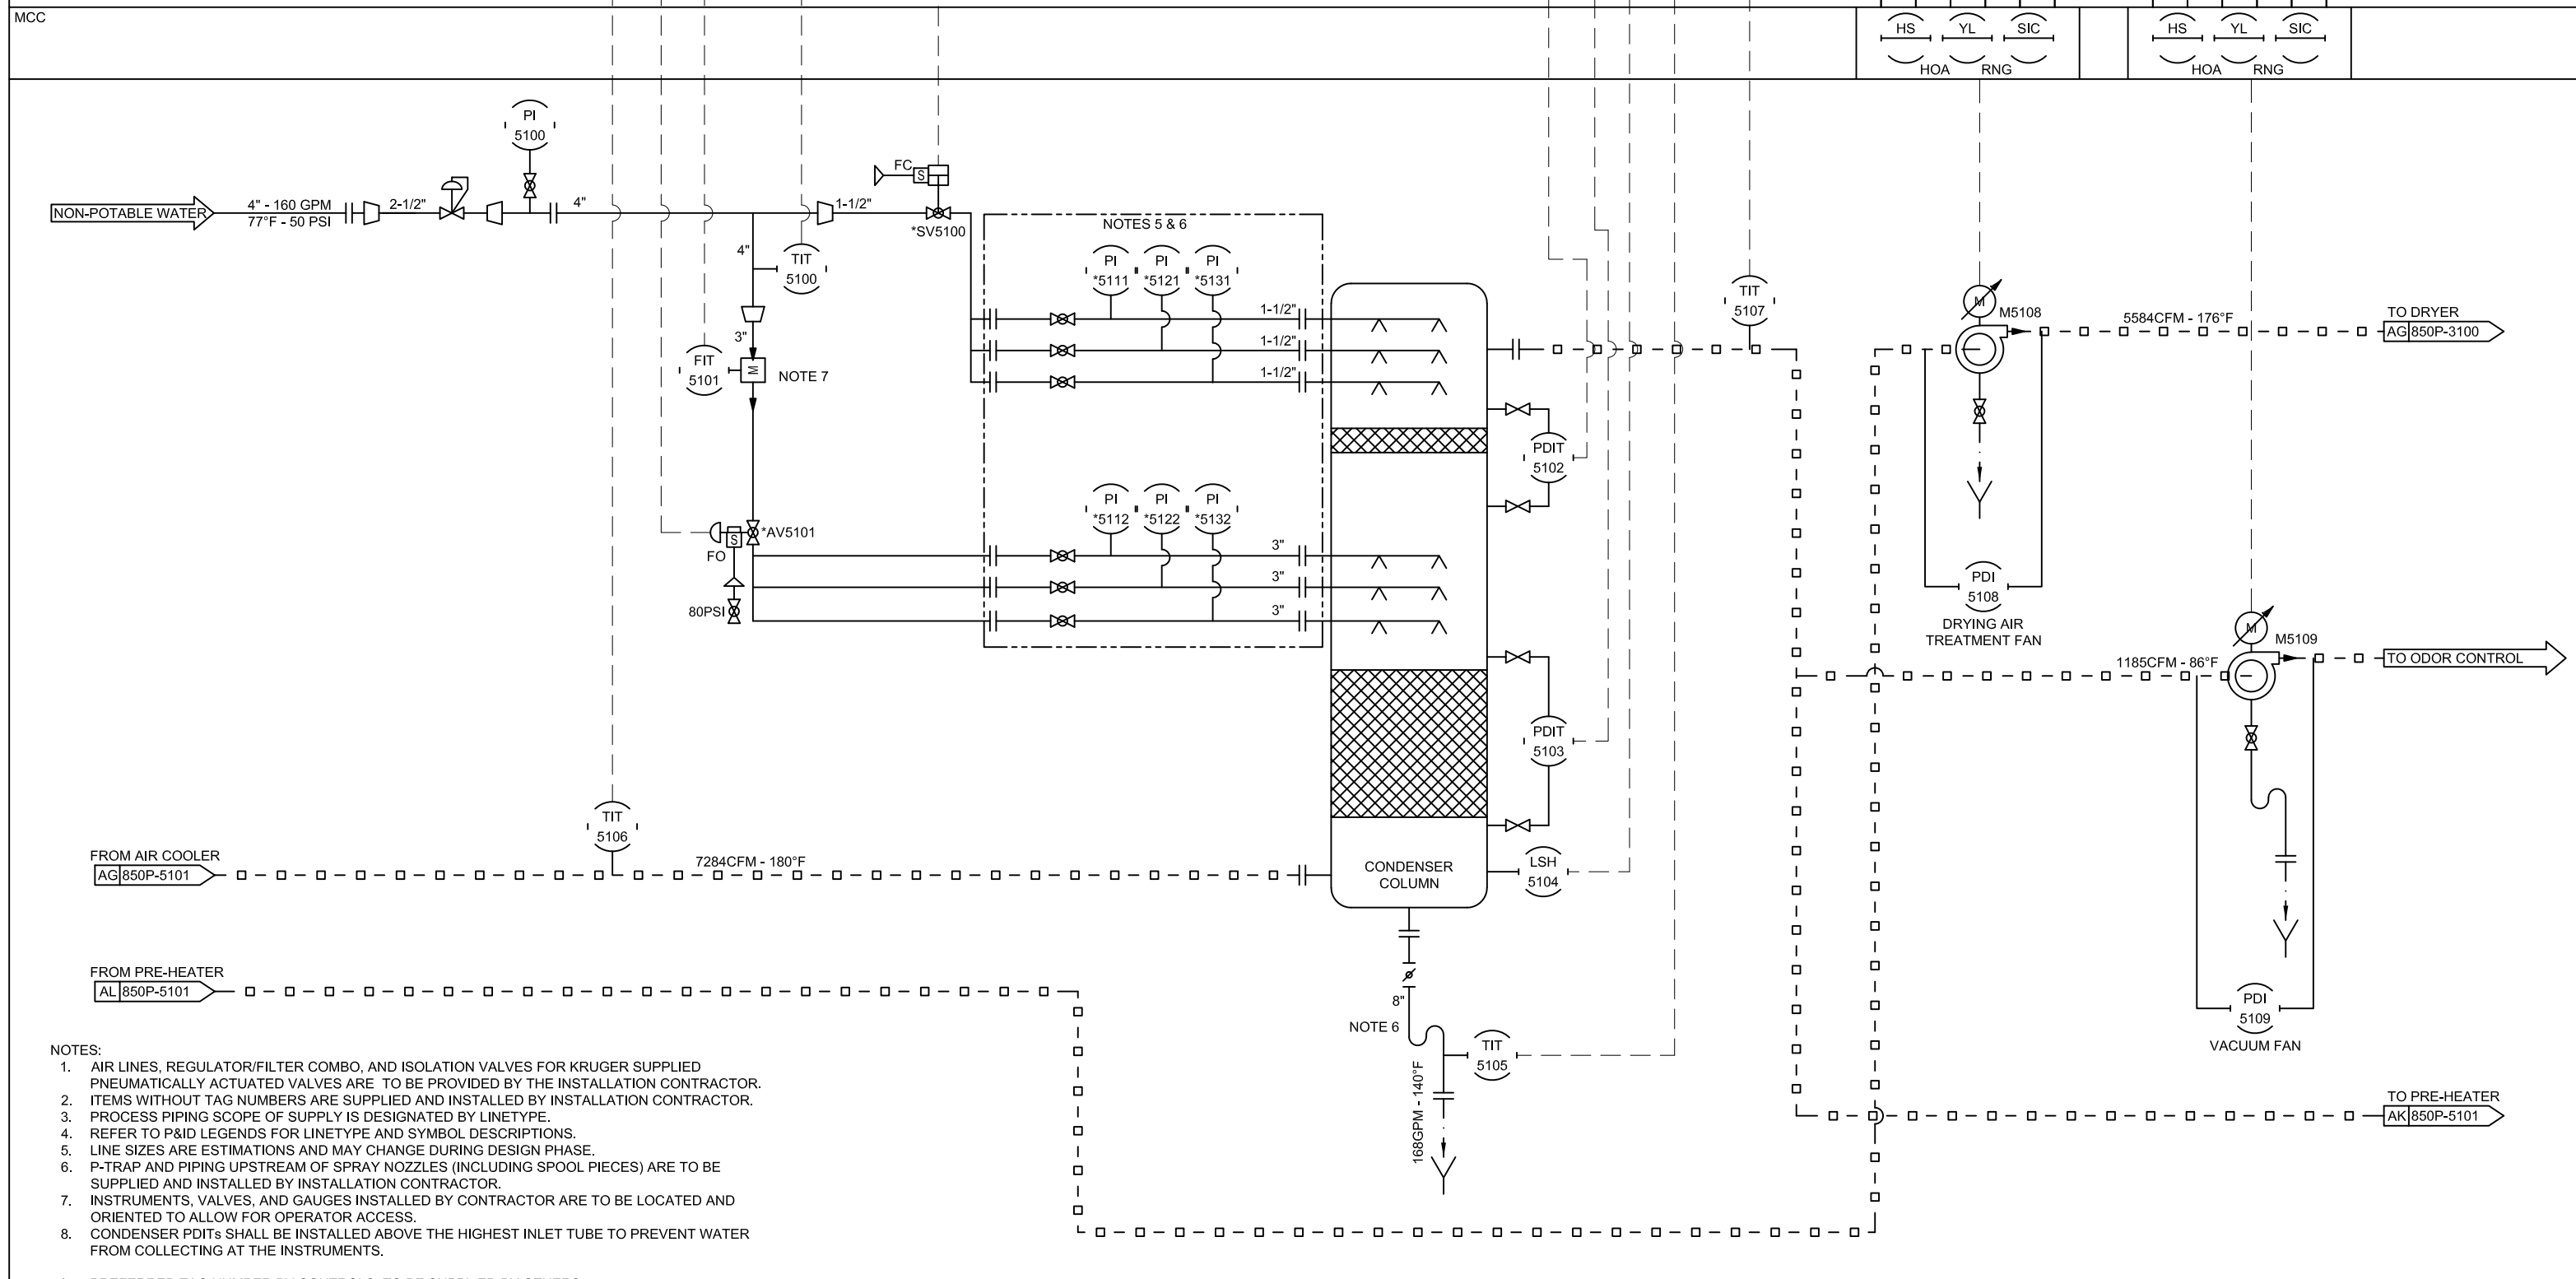 MCC
HS YL SIC
HOA RNG
HS YL SIC
HOA RNG
PI
5100
FC
S
NON-POTABLE WATER
4" - 160 GPM
77°F - 50 PSI
2-1/2"
4"
1-1/2"
*SV5100
NOTES 5 & 6
4"
TIT
5100
PI
*5111
PI
*5121
PI
*5131
1-1/2"
1-1/2"
1-1/2"
TIT
5107
M
M5108
5584CFM - 176°F
TO DRYER
AG 850P-3100
3"
FIT
5101
M
NOTE 7
PDIT
5102
PI
*5112
PI
*5122
PI
*5132
*AV5101
S
FO
80PSI
3"
3"
3"
PDI
5108
DRYING AIR
TREATMENT FAN
M
M5109
1185CFM - 86°F
TO ODOR CONTROL
PDIT
5103
TIT
5106
FROM AIR COOLER
AG 850P-5101
7284CFM - 180°F
CONDENSER
COLUMN
LSH
5104
FROM PRE-HEATER
AL 850P-5101
8"
NOTE 6
TIT
5105
168GPM - 140°F
PDI
5109
VACUUM FAN
TO PRE-HEATER
AK 850P-5101
NOTES:
1. AIR LINES, REGULATOR/FILTER COMBO, AND ISOLATION VALVES FOR KRUGER SUPPLIED
PNEUMATICALLY ACTUATED VALVES ARE TO BE PROVIDED BY THE INSTALLATION CONTRACTOR.
2. ITEMS WITHOUT TAG NUMBERS ARE SUPPLIED AND INSTALLED BY INSTALLATION CONTRACTOR.
3. PROCESS PIPING SCOPE OF SUPPLY IS DESIGNATED BY LINETYPE.
4. REFER TO P&ID LEGENDS FOR LINETYPE AND SYMBOL DESCRIPTIONS.
5. LINE SIZES ARE ESTIMATIONS AND MAY CHANGE DURING DESIGN PHASE.
6. P-TRAP AND PIPING UPSTREAM OF SPRAY NOZZLES (INCLUDING SPOOL PIECES) ARE TO BE
SUPPLIED AND INSTALLED BY INSTALLATION CONTRACTOR.
7. INSTRUMENTS, VALVES, AND GAUGES INSTALLED BY CONTRACTOR ARE TO BE LOCATED AND
ORIENTED TO ALLOW FOR OPERATOR ACCESS.
8. CONDENSER PDITs SHALL BE INSTALLED ABOVE THE HIGHEST INLET TUBE TO PREVENT WATER
FROM COLLECTING AT THE INSTRUMENTS.